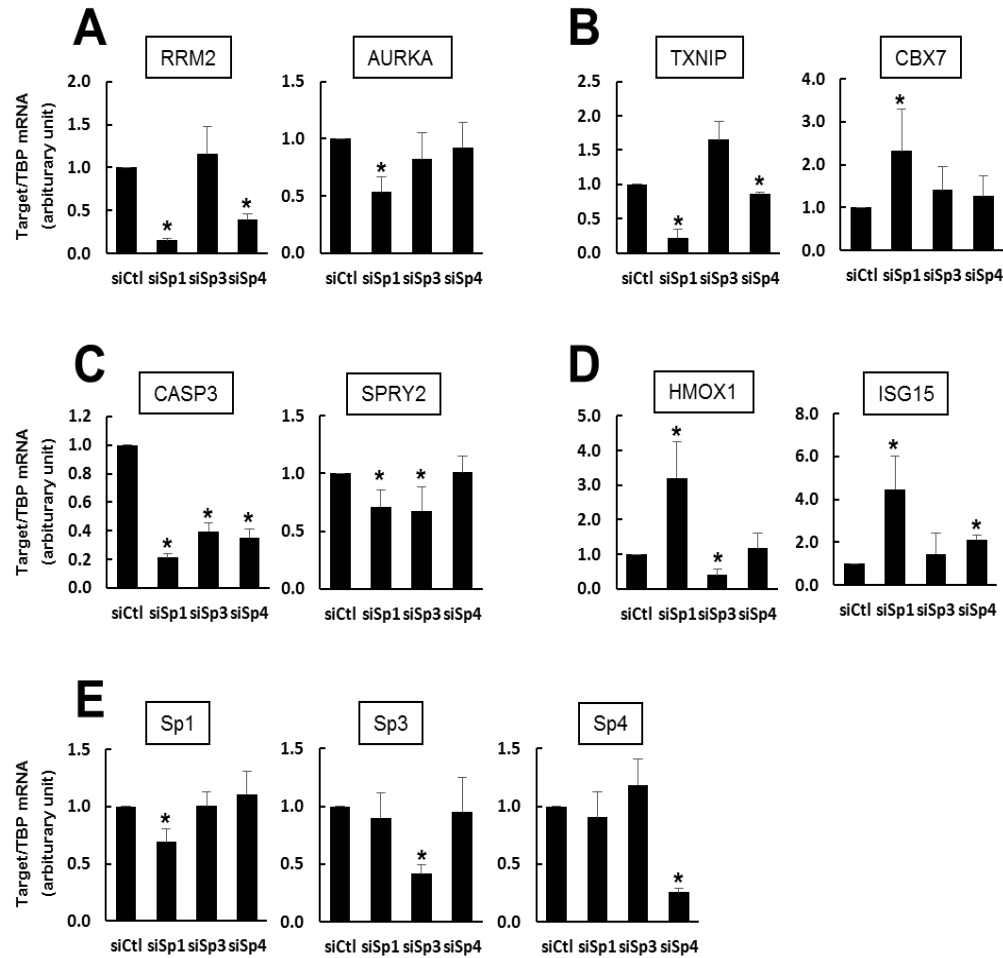 A
RRM2
AURKA
Target/TBP mRNA
(arbiturary unit)
2.0
1.5
1.0
0.5
0.0
*
*
siCtl siSp1 siSp3 siSp4
1.5
1.0
0.5
0.0
*
siCtl siSp1 siSp3 siSp4
B
TXNIP
CBX7
2.5
2.0
1.5
1.0
0.5
0.0
*
*
siCtl siSp1 siSp3 siSp4
4.0
3.0
2.0
1.0
0.0
*
siCtl siSp1 siSp3 siSp4
C
CASP3
SPRY2
Target/TBP mRNA
(arbiturary unit)
1.2
1.0
0.8
0.6
0.4
0.2
0.0
*
*
*
siCtl siSp1 siSp3 siSp4
1.5
1.0
0.5
0.0
*
*
siCtl siSp1 siSp3 siSp4
D
HMOX1
ISG15
5.0
4.0
3.0
2.0
1.0
0.0
*
*
siCtl siSp1 siSp3 siSp4
8.0
6.0
4.0
2.0
0.0
*
*
siCtl siSp1 siSp3 siSp4
E
Sp1
Sp3
Sp4
Target/TBP mRNA
(arbiturary unit)
1.5
1.0
0.5
0.0
*
siCtl siSp1 siSp3 siSp4
1.5
1.0
0.5
0.0
*
siCtl siSp1 siSp3 siSp4
1.5
1.0
0.5
0.0
*
siCtl siSp1 siSp3 siSp4